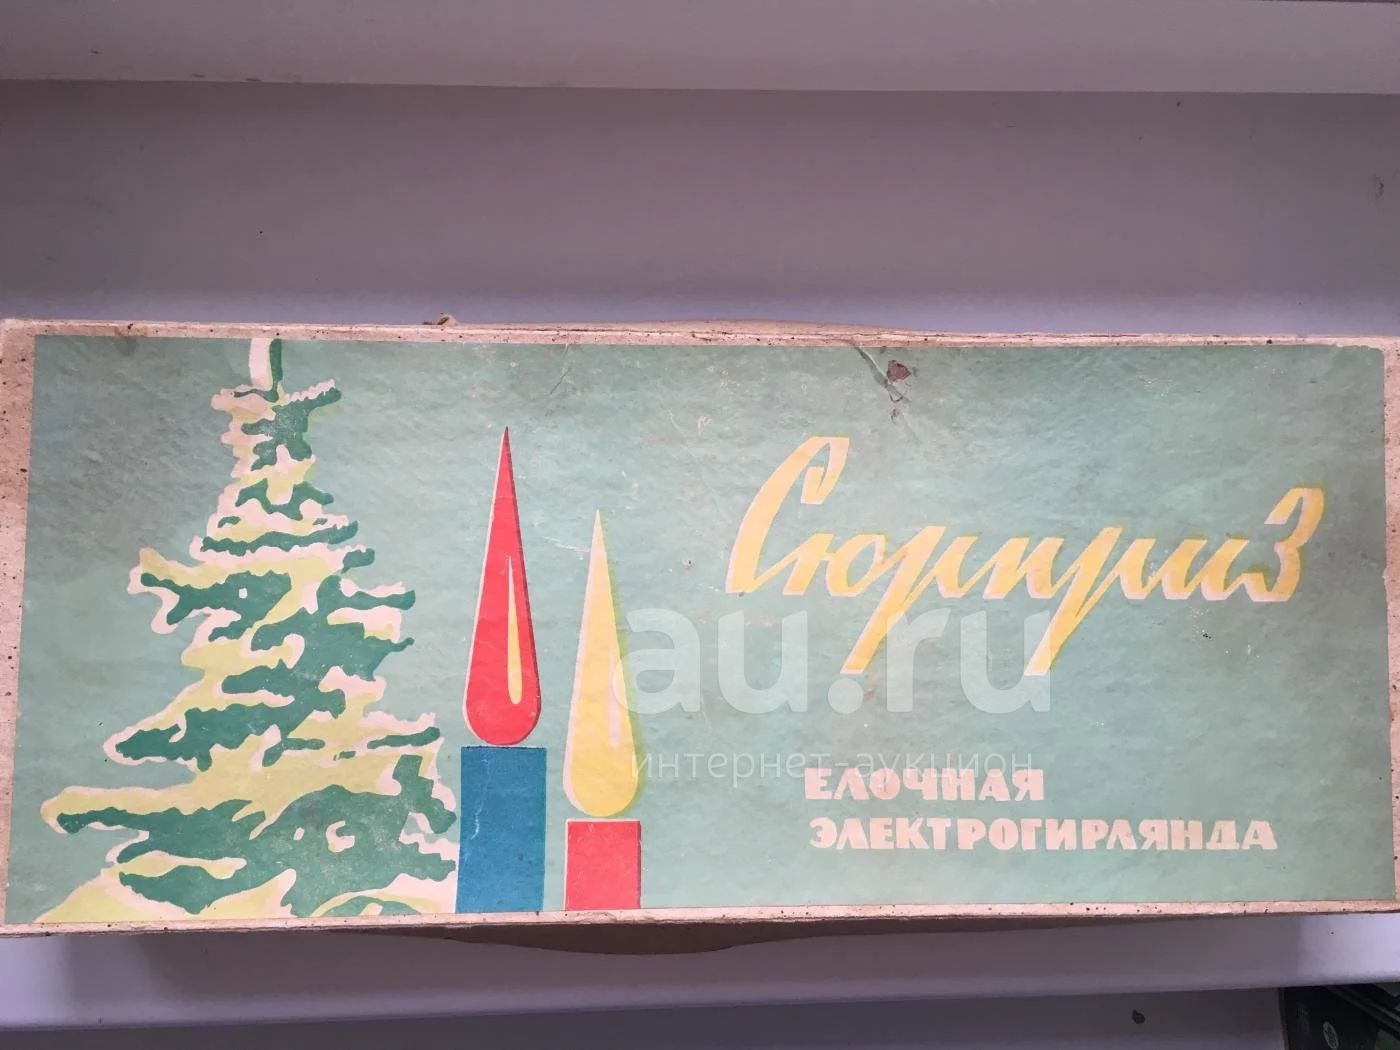 Сюрприз
au.ru
интернет-аукцион
ЕЛОЧНАЯ
ЭЛЕКТРОГИРЛЯНДА